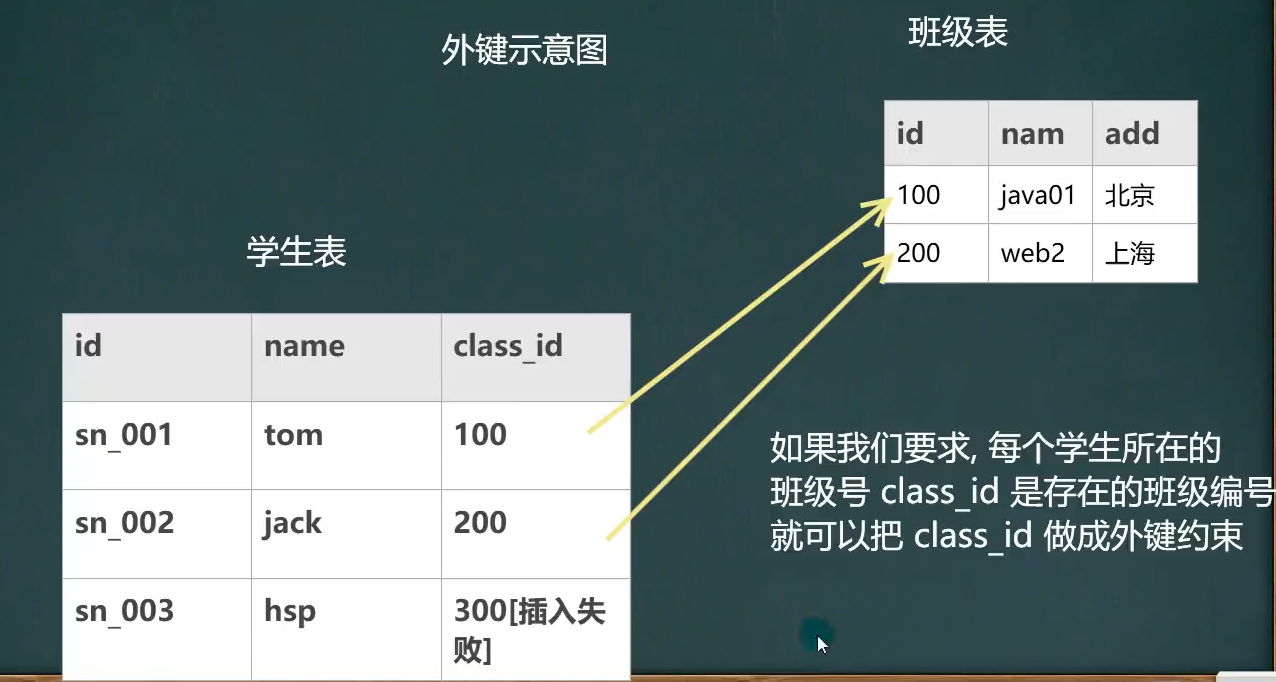 外键示意图
班级表
id nam add
100 java01 北京
200 web2 上海
学生表
id name class_id
sn_001 tom 100
sn_002 jack 200
sn_003 hsp 300[插入失
败]
如果我们要求, 每个学生所在的
班级号 class_id 是存在的班级编号
就可以把 class_id 做成外键约束